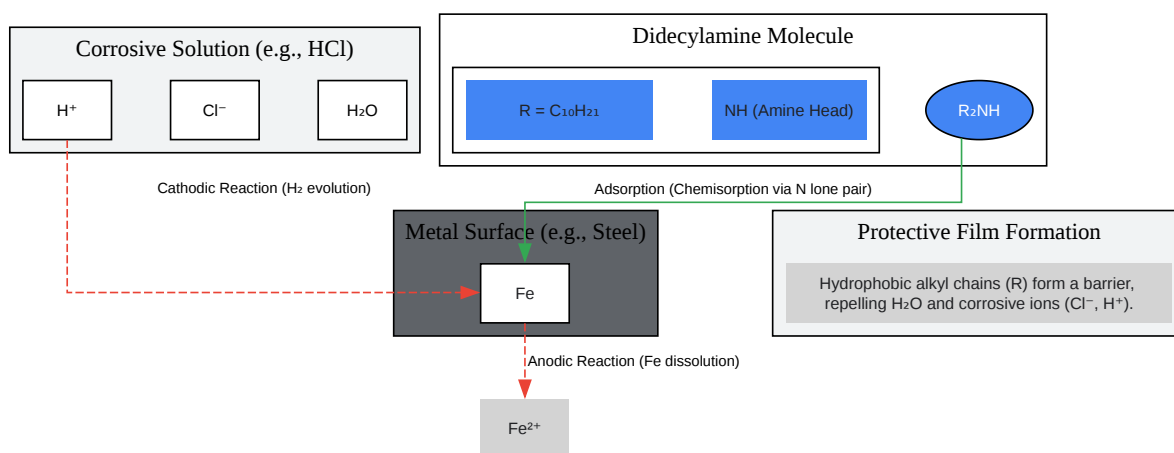 Corrosive Solution (e.g., HCl)
H⁺
Cl⁻
H₂O
Didecylamine Molecule
R = C₁₀H₂₁
NH (Amine Head)
R₂NH
Cathodic Reaction (H₂ evolution)
Adsorption (Chemisorption via N lone pair)
Metal Surface (e.g., Steel)
Fe
Protective Film Formation
Hydrophobic alkyl chains (R) form a barrier,
repelling H₂O and corrosive ions (Cl⁻, H⁺).
Anodic Reaction (Fe dissolution)
Fe²⁺